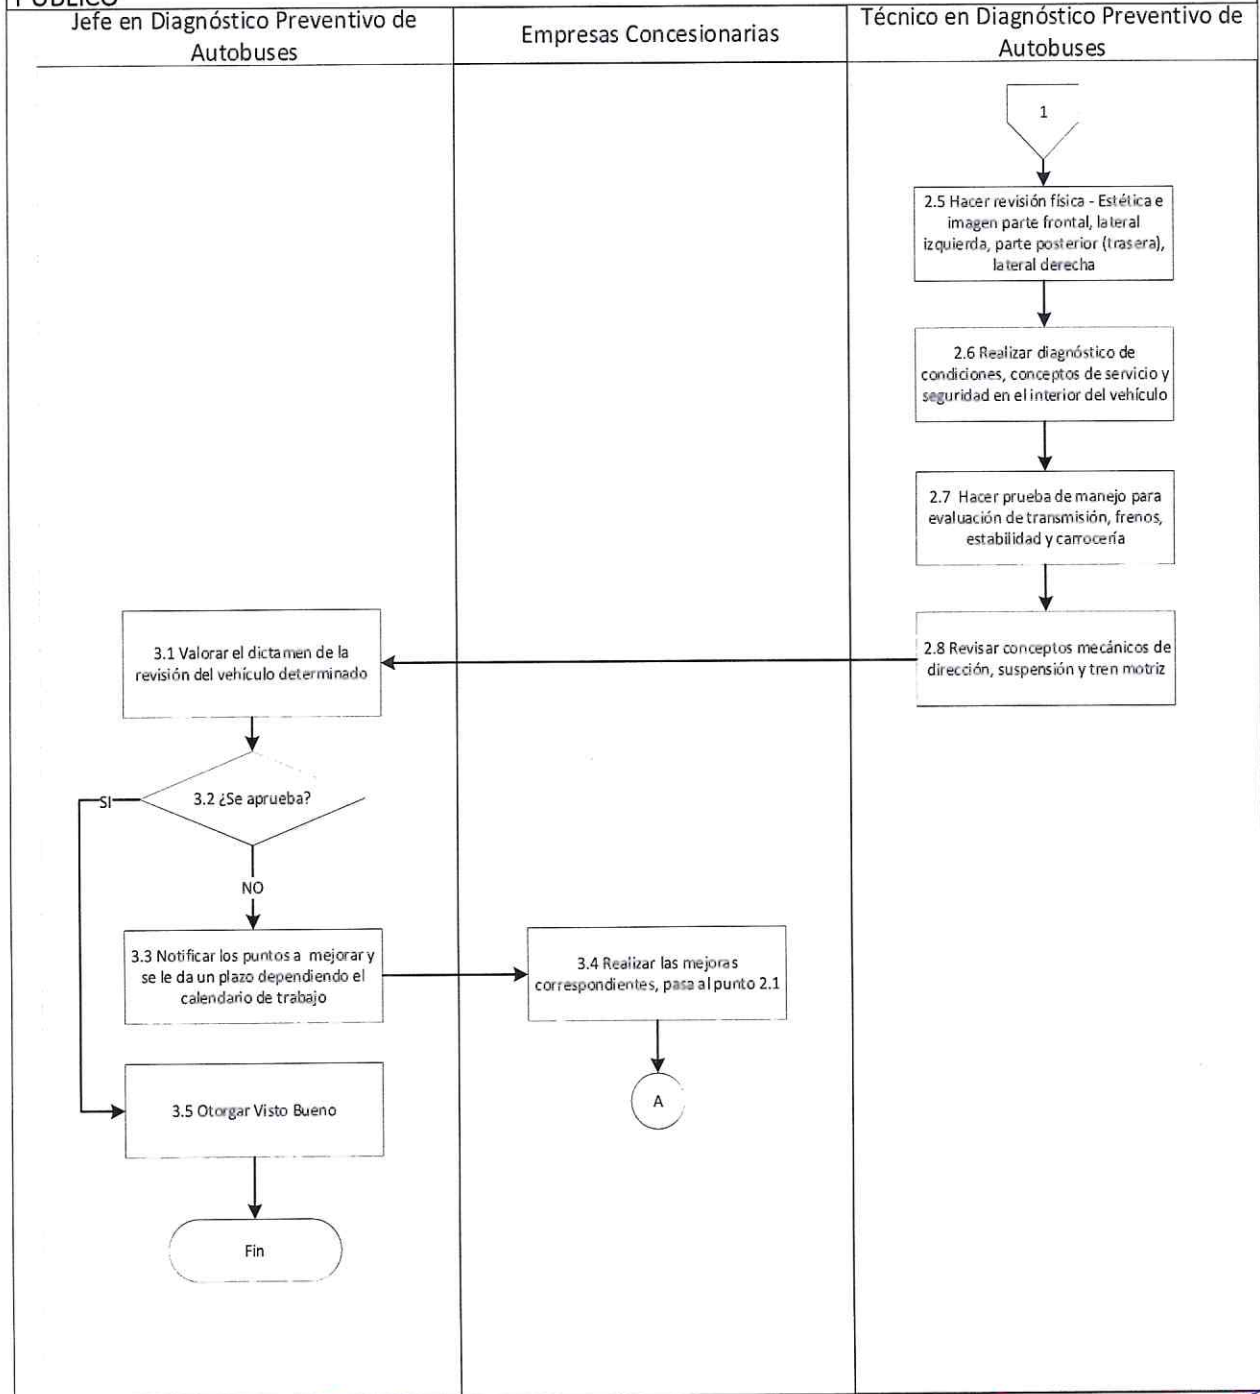 PÚBLICO
Jefe en Diagnóstico Preventivo de
Autobuses
Empresas Concesionarias
Técnico en Diagnóstico Preventivo de
Autobuses
1
2.5 Hacer revisión física - Estética e
imagen parte frontal, lateral
izquierda, parte posterior (trasera),
lateral derecha
2.6 Realizar diagnóstico de
condiciones, conceptos de servicio y
seguridad en el interior del vehículo
2.7 Hacer prueba de manejo para
evaluación de transmisión, frenos,
estabilidad y carrocería
2.8 Revisar conceptos mecánicos de
dirección, suspensión y tren motriz
3.1 Valorar el dictamen de la
revisión del vehículo determinado
3.2 ¿Se aprueba?
SI
NO
3.3 Notificar los puntos a mejorar y
se le da un plazo dependiendo el
calendario de trabajo
3.4 Realizar las mejoras
correspondientes, pasa al punto 2.1
A
3.5 Otorgar Visto Bueno
Fin